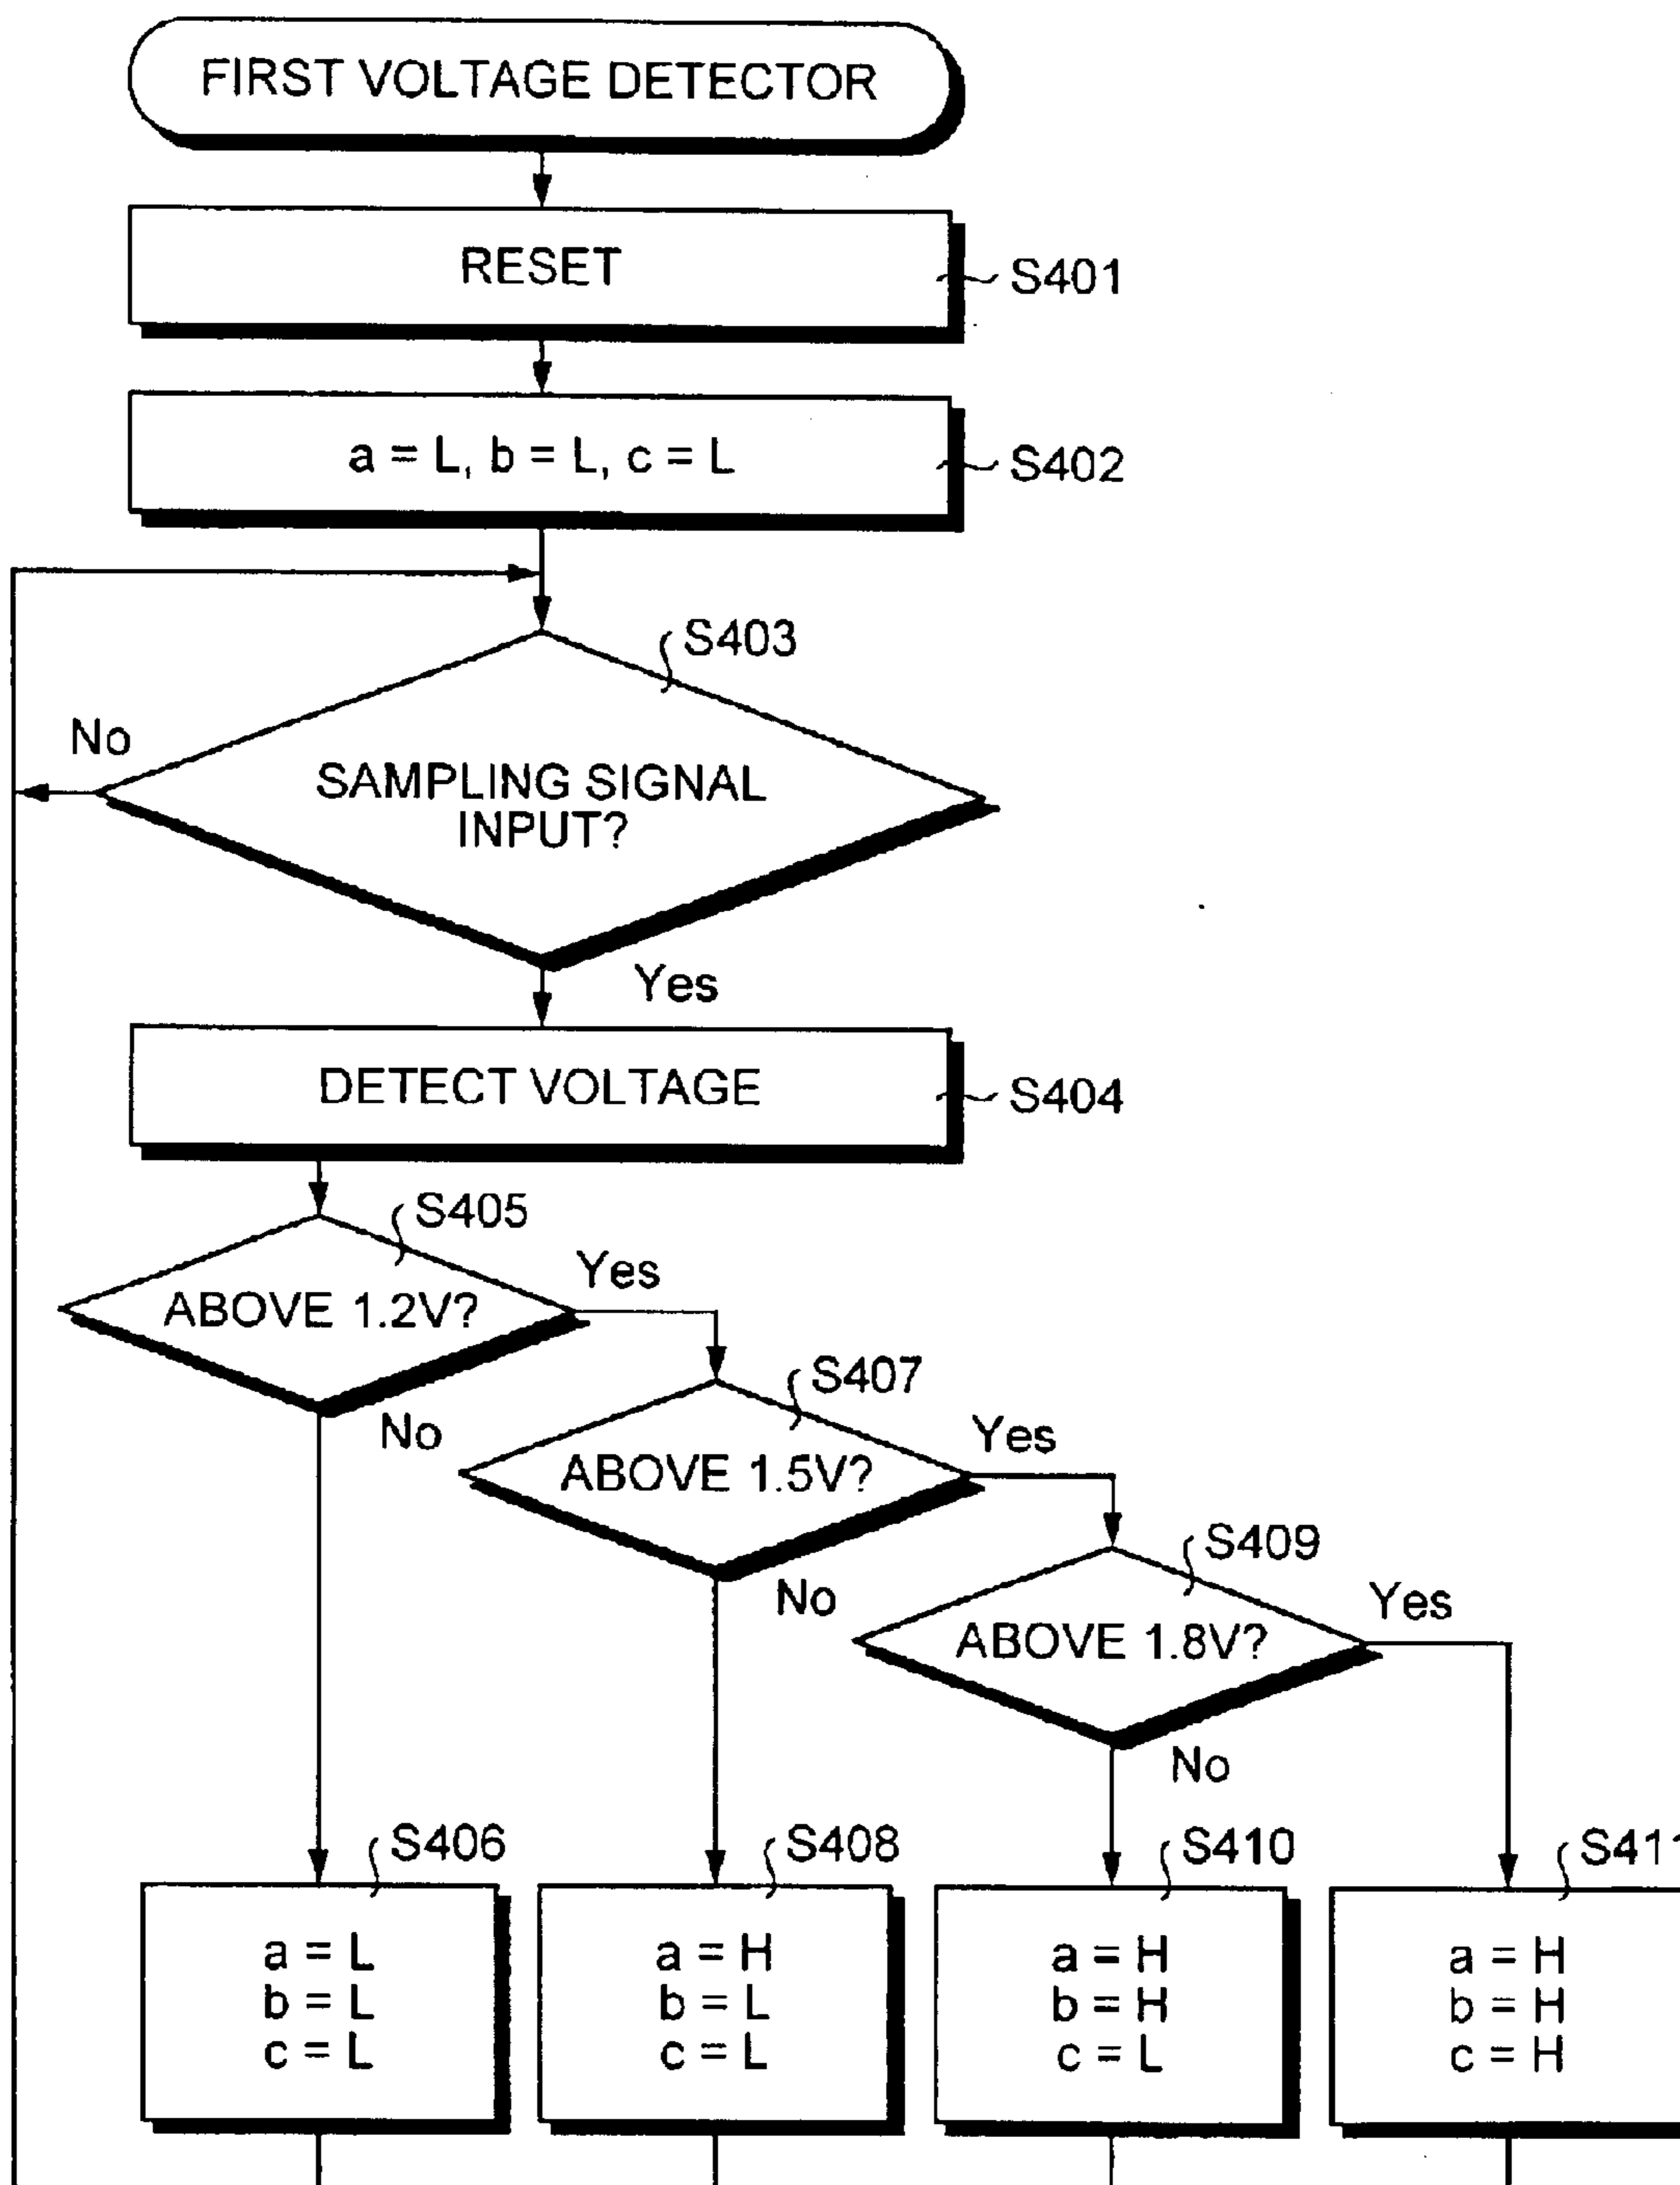 FIRST VOLTAGE DETECTOR
RESET
S401
a = L, b = L, c = L
S402
S403
No
SAMPLING SIGNAL
INPUT?
Yes
DETECT VOLTAGE
S404
S405
Yes
ABOVE 1.2V?
No
S407
Yes
ABOVE 1.5V?
No
S409
Yes
ABOVE 1.8V?
No
S406
a = L
b = L
c = L
S408
a = H
b = L
c = L
S410
a = H
b = H
c = L
S411
a = H
b = H
c = H